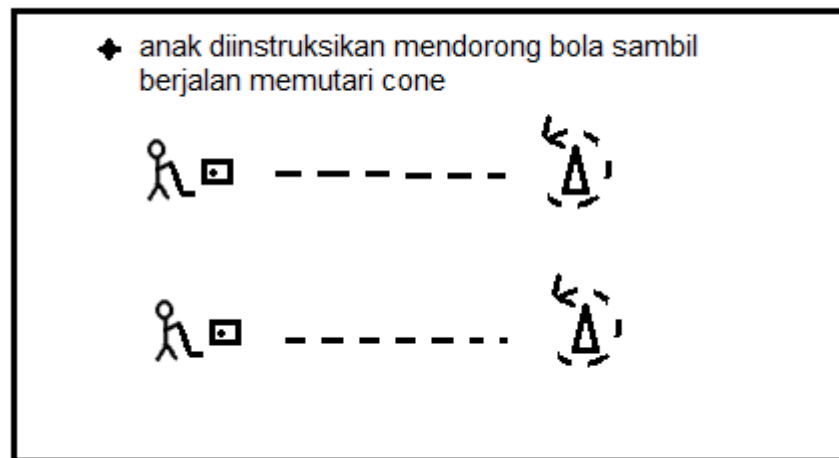 anak diinstruksikan mendorong bola sambil
berjalan memutari cone